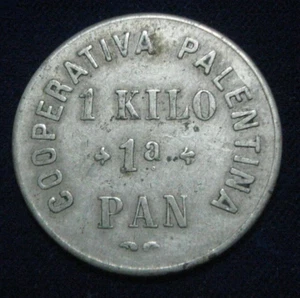 COOPERATIVA PALENTINA
1 KILO
1a
PAN